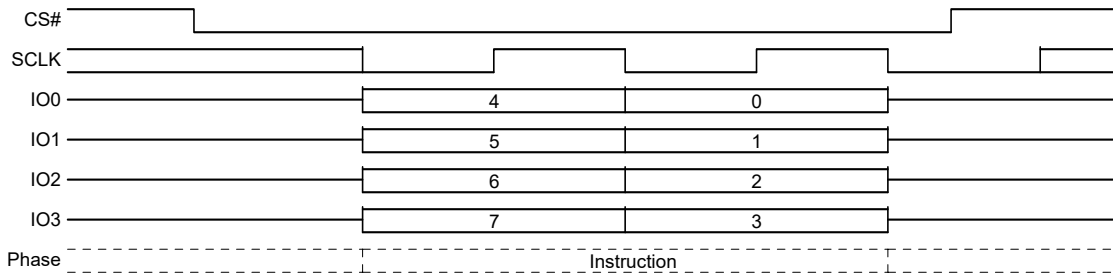 CS#
SCLK
IO0 4 0
IO1 5 1
IO2 6 2
IO3 7 3
Phase Instruction